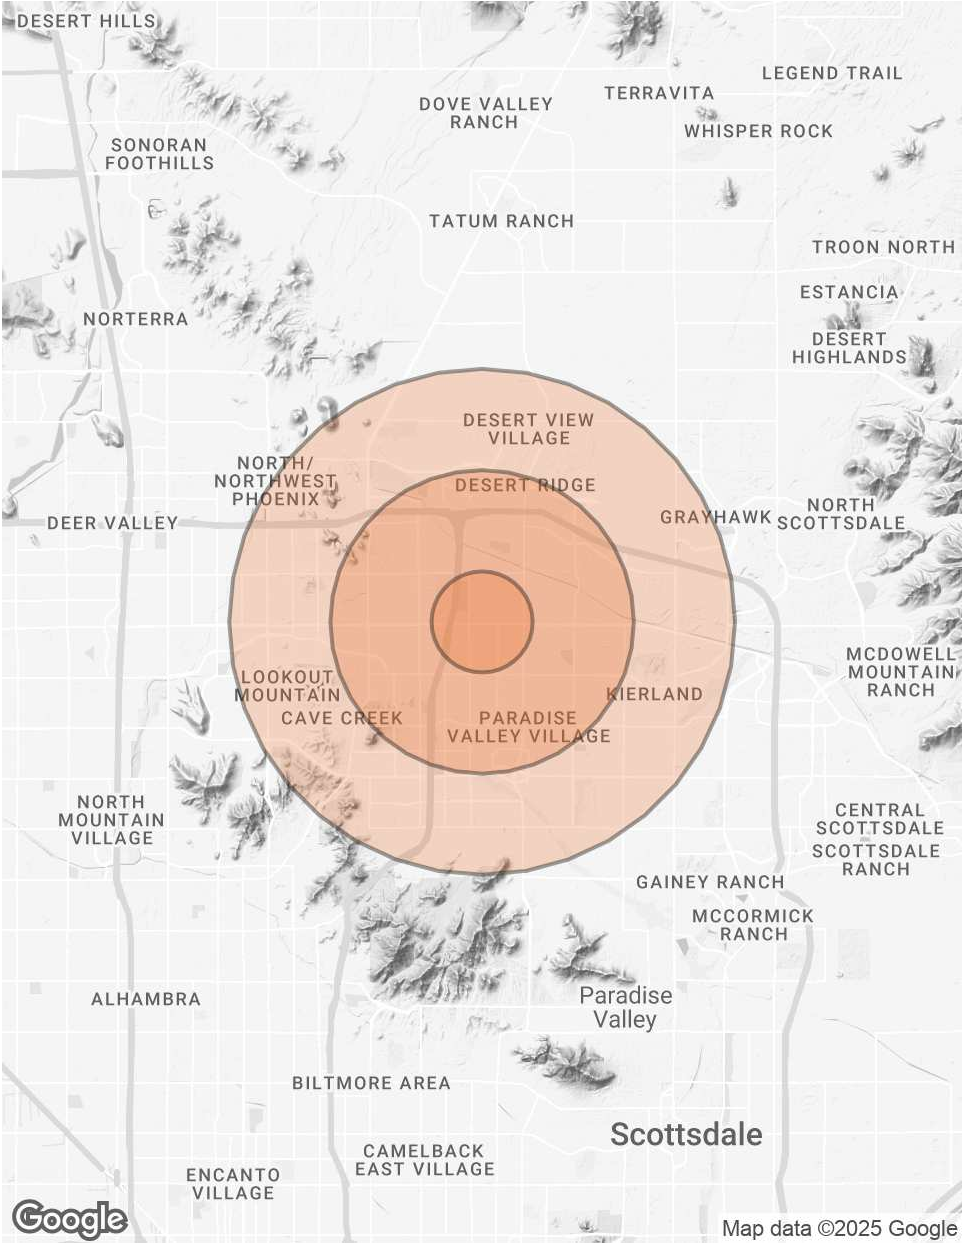 DESERT HILLS
LEGEND TRAIL
TERRAVITA
DOVE VALLEY
RANCH
WHISPER ROCK
SONORAN
FOOTHILLS
TATUM RANCH
TROON NORTH
ESTANCIA
NORTERRA
DESERT
HIGHLANDS
DESERT VIEW
VILLAGE
NORTH/
NORTHWEST
PHOENIX
DESERT RIDGE
DEER VALLEY
GRAYHAWK
NORTH
SCOTTSDALE
MCDOWELL
MOUNTAIN
RANCH
LOOKOUT
MOUNTAIN
KIERLAND
CAVE CREEK
PARADISE
VALLEY VILLAGE
NORTH
MOUNTAIN
VILLAGE
CENTRAL
SCOTTSDALE
SCOTTSDALE
RANCH
GAINEY RANCH
MCCORMICK
RANCH
ALHAMBRA
Paradise
Valley
BILTMORE AREA
Scottsdale
CAMELBACK
EAST VILLAGE
ENCANTO
VILLAGE
Google
Map data ©2025 Google